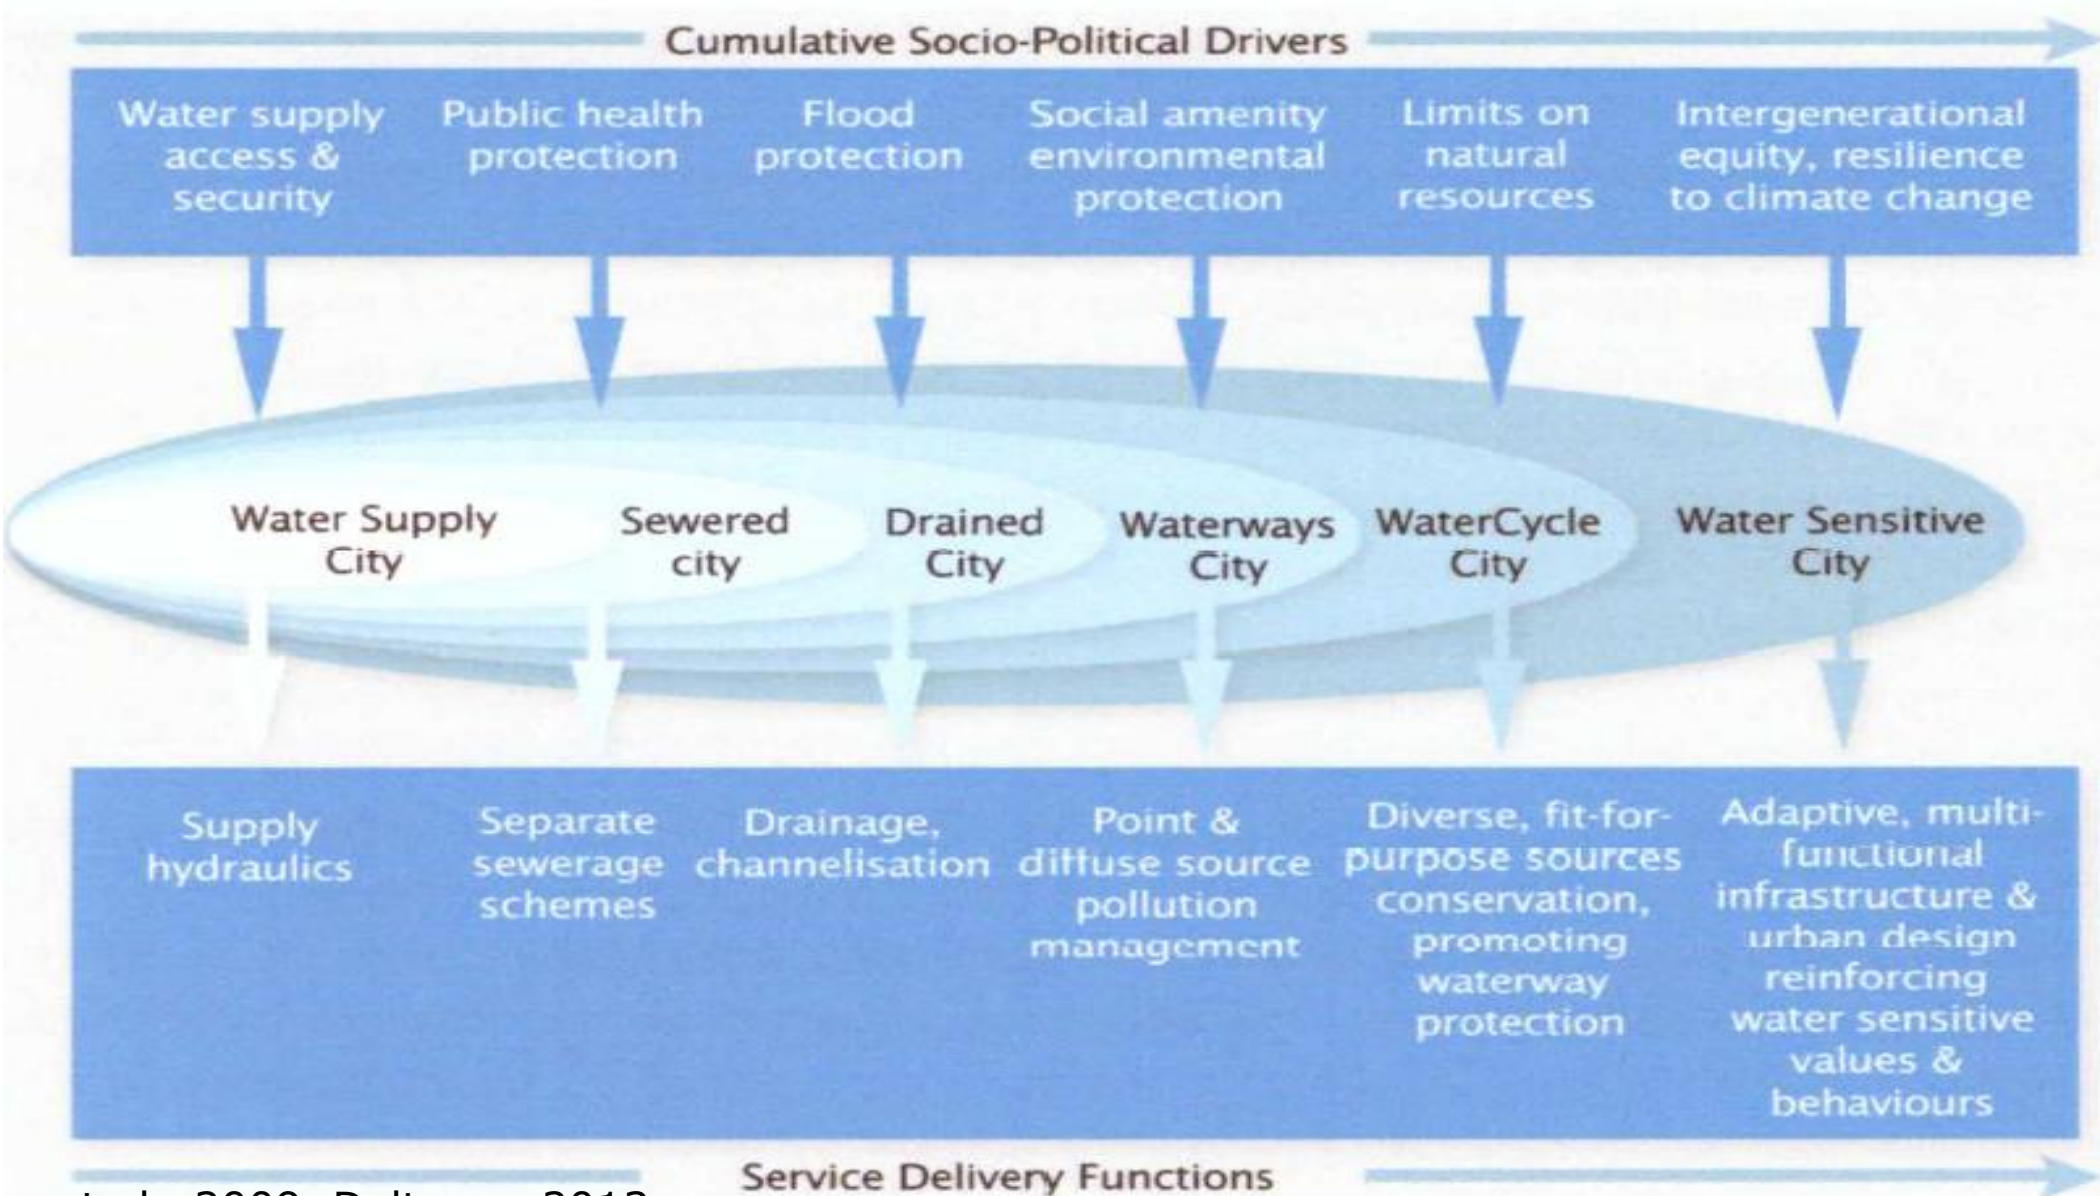 Cumulative Socio-Political Drivers
Water supply
access &
security
Public health
protection
Flood
protection
Social amenity
environmental
protection
Limits on
natural
resources
Intergenerational
equity, resilience
to climate change
Water Supply
City
Sewered
city
Drained
City
Waterways
City
WaterCycle
City
Water Sensitive
City
Supply
hydraulics
Separate
sewerage
schemes
Drainage,
channelisation
Point &
diffuse source
pollution
management
Diverse, fit-for-
purpose sources
conservation,
promoting
waterway
protection
Adaptive, multi-
functional
infrastructure &
urban design
reinforcing
water sensitive
values &
behaviours
Service Delivery Functions